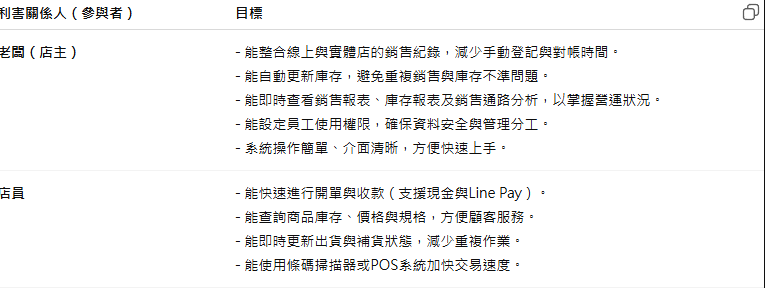 利害關係人（參與者）	目標
老闆（店主）	- 能整合線上與實體店的銷售紀錄，減少手動登記與對帳時間。
- 能自動更新庫存，避免重複銷售與庫存不準問題。
- 能即時查看銷售報表、庫存報表及銷售通路分析，以掌握營運狀況。
- 能設定員工使用權限，確保資料安全與管理分工。
- 系統操作簡單、介面清晰，方便快速上手。
店員	- 能快速進行開單與收款（支援現金與Line Pay）。
- 能查詢商品庫存、價格與規格，方便顧客服務。
- 能即時更新出貨與補貨狀態，減少重複作業。
- 能使用條碼掃描器或POS系統加快交易速度。